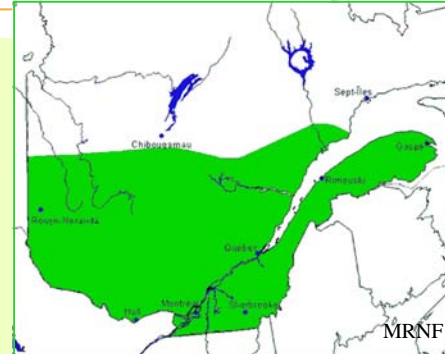 Sept-Îles
Chibougamau
Gaspé
Rimouski
Rouyn-Noranda
Québec
Montréal
Sherbrooke
Hull
MRNF